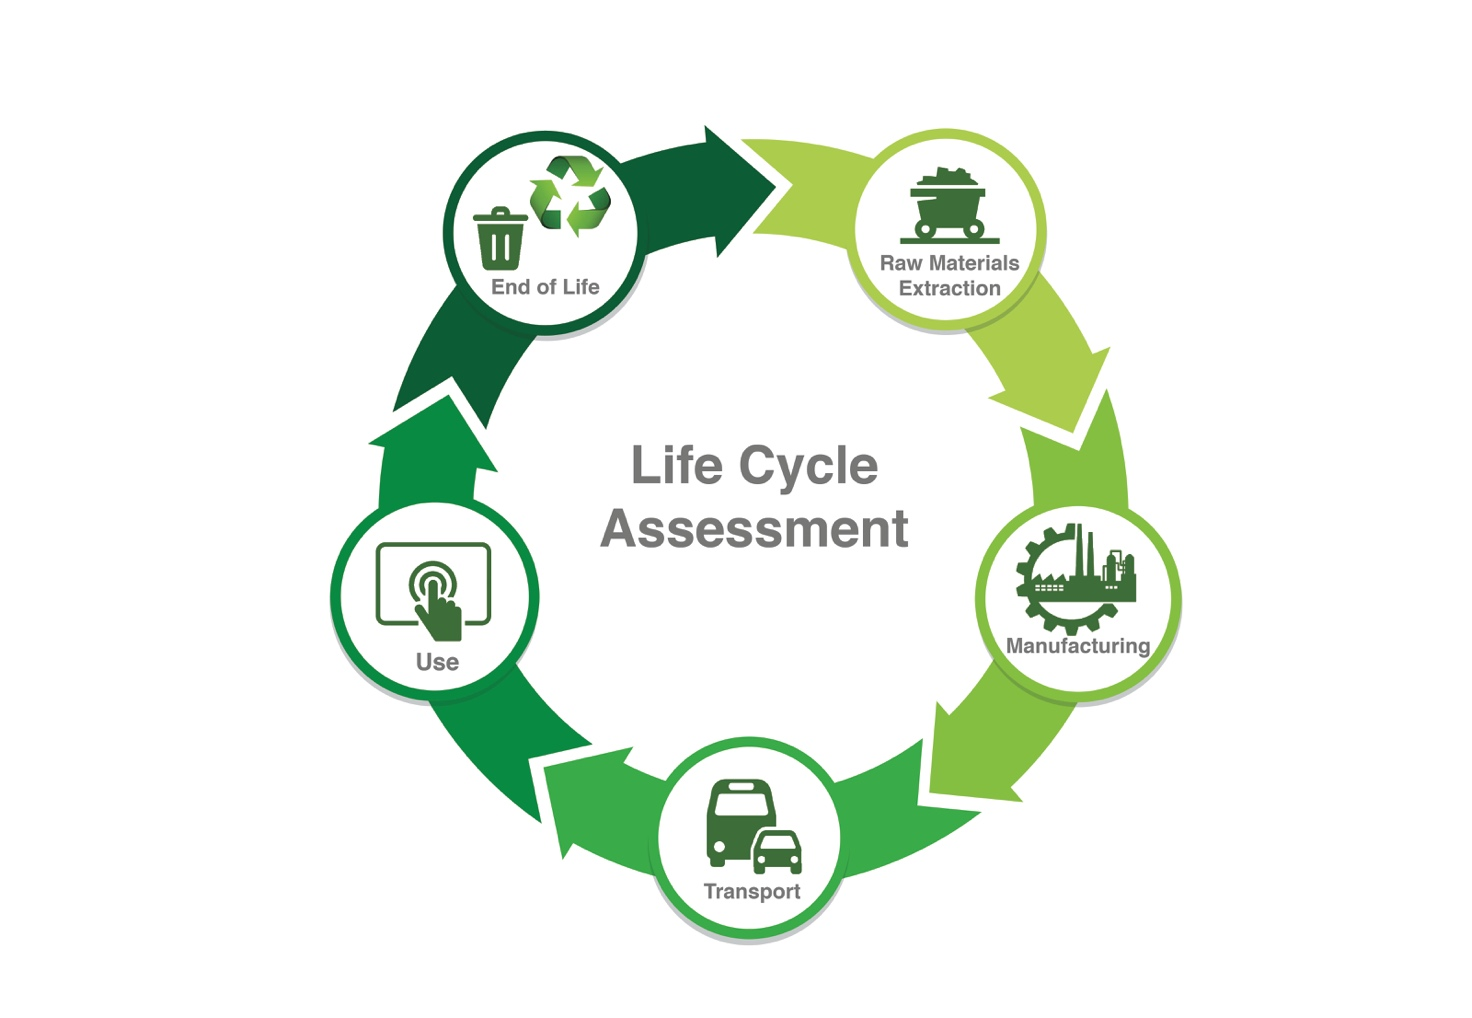 End of Life
Raw Materials
Extraction
Life Cycle
Assessment
Use
Manufacturing
Transport